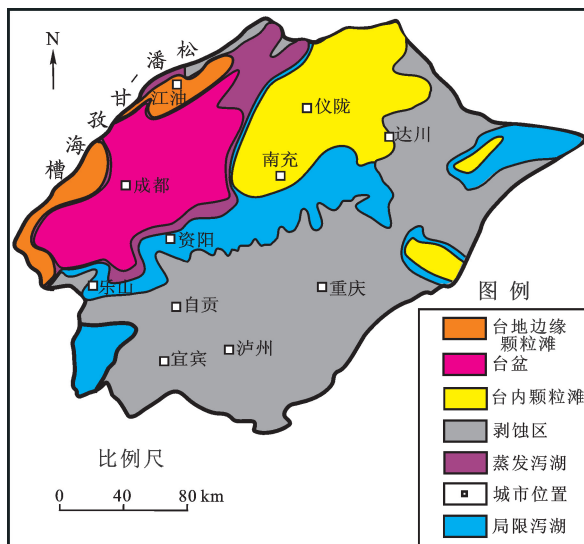 N
松
潘
—
甘
孜
海
槽
江油
仪陇
达川
南充
成都
资阳
乐山
自贡
重庆
宜宾
泸州
图 例
台地边缘
颗粒滩
台盆
台内颗粒滩
剥蚀区
蒸发泻湖
城市位置
局限泻湖
比例尺
0 40 80 km